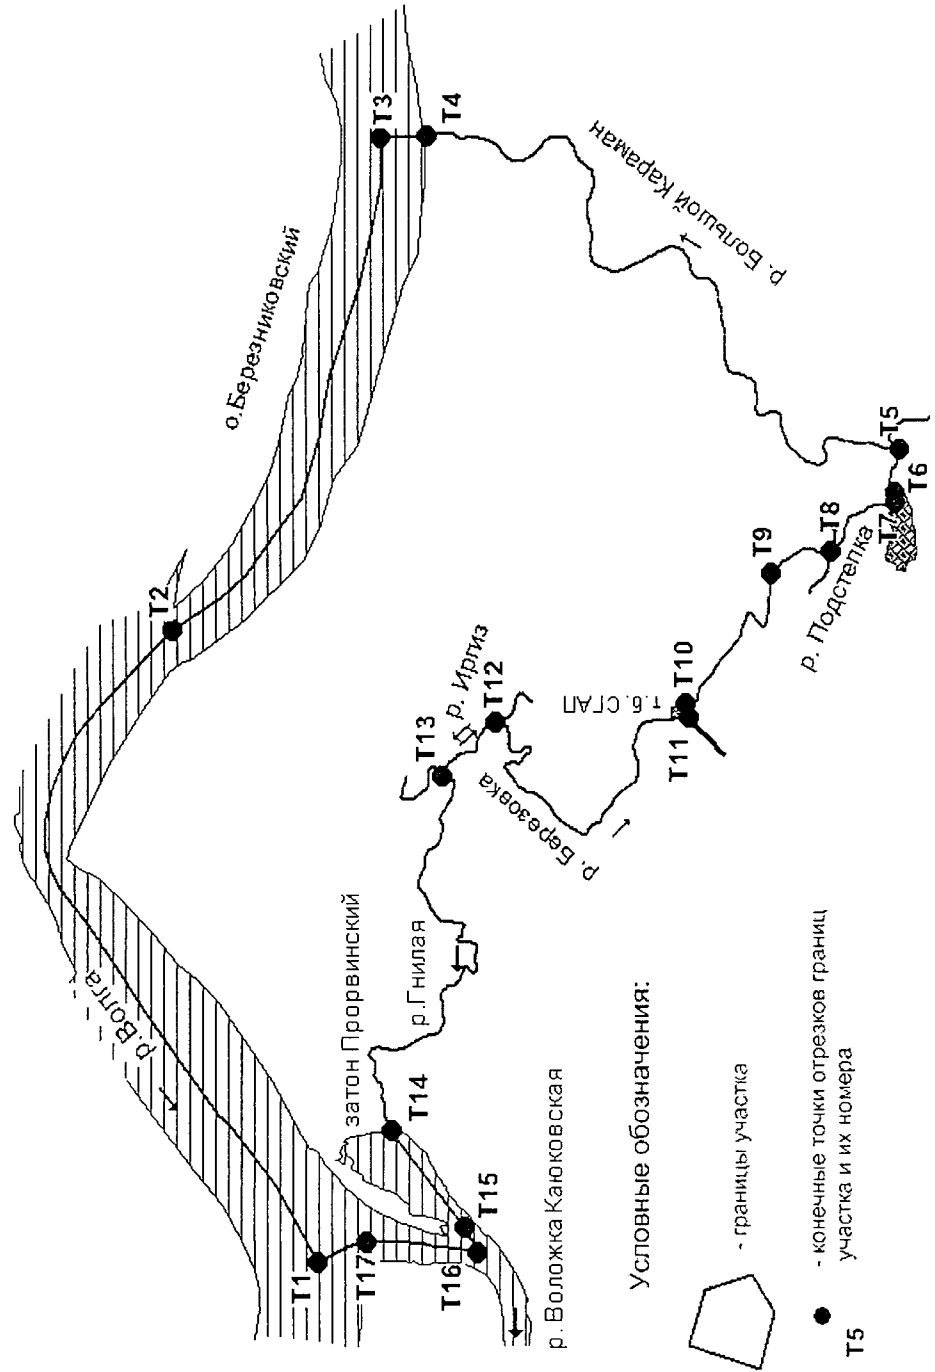 о.Березниковский
р.Волга
Т1
Т2
Т3
Т4
р. Большой Караман
Т5
Т6
Т7
Т8
р. Подстепка
Т9
т.б. СГАП
Т10
Т11
р. Березовка
р. Иргиз
Т12
Т13
р.Гнилая
затон Прорвинский
Т14
Т15
Т16
Т17
р. Воложка Каюковская
Условные обозначения:
- границы участка
Т5
- конечные точки отрезков границ
участка и их номера